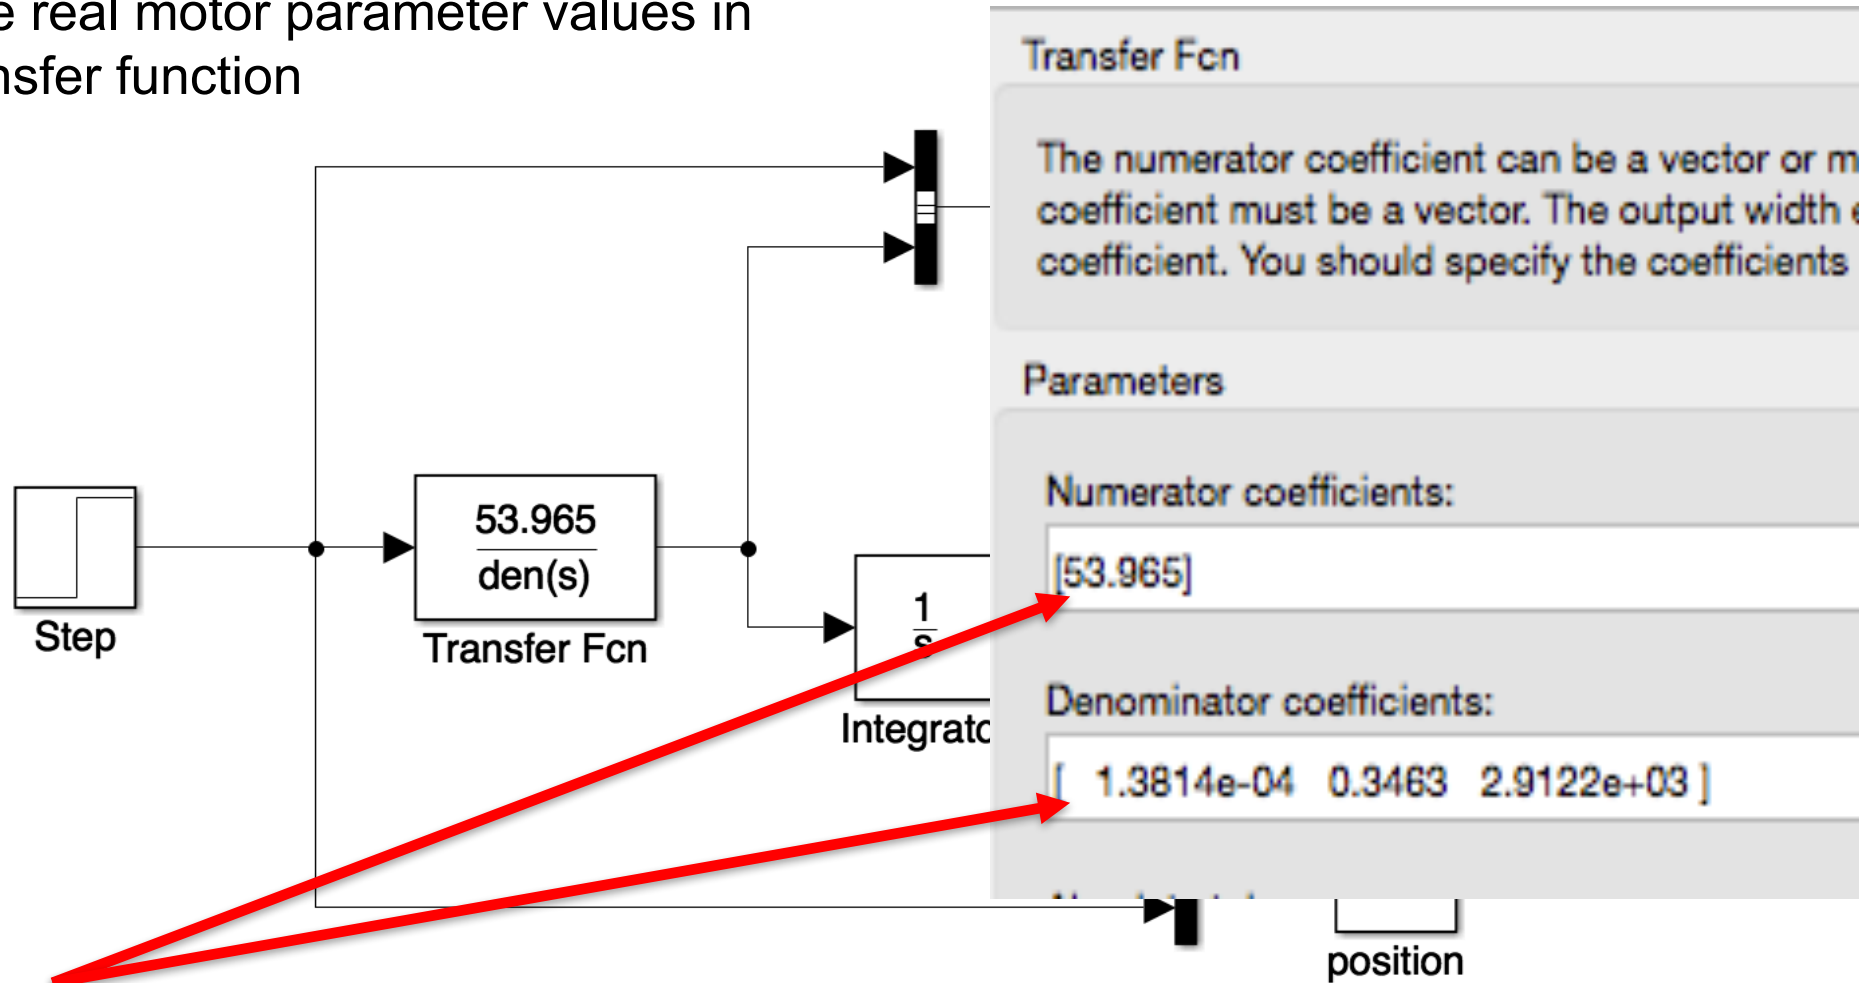 real motor parameter values in
function
Transfer Fcn
The numerator coefficient can be a vector or
coefficient must be a vector. The output width
coefficient. You should specify the coefficients
Parameters
Numerator coefficients:
[53.965]
Denominator coefficients:
[ 1.3814e-04 0.3463 2.9122e+03 ]
53.965
den(s)
Step
Transfer Fcn
1
s
position